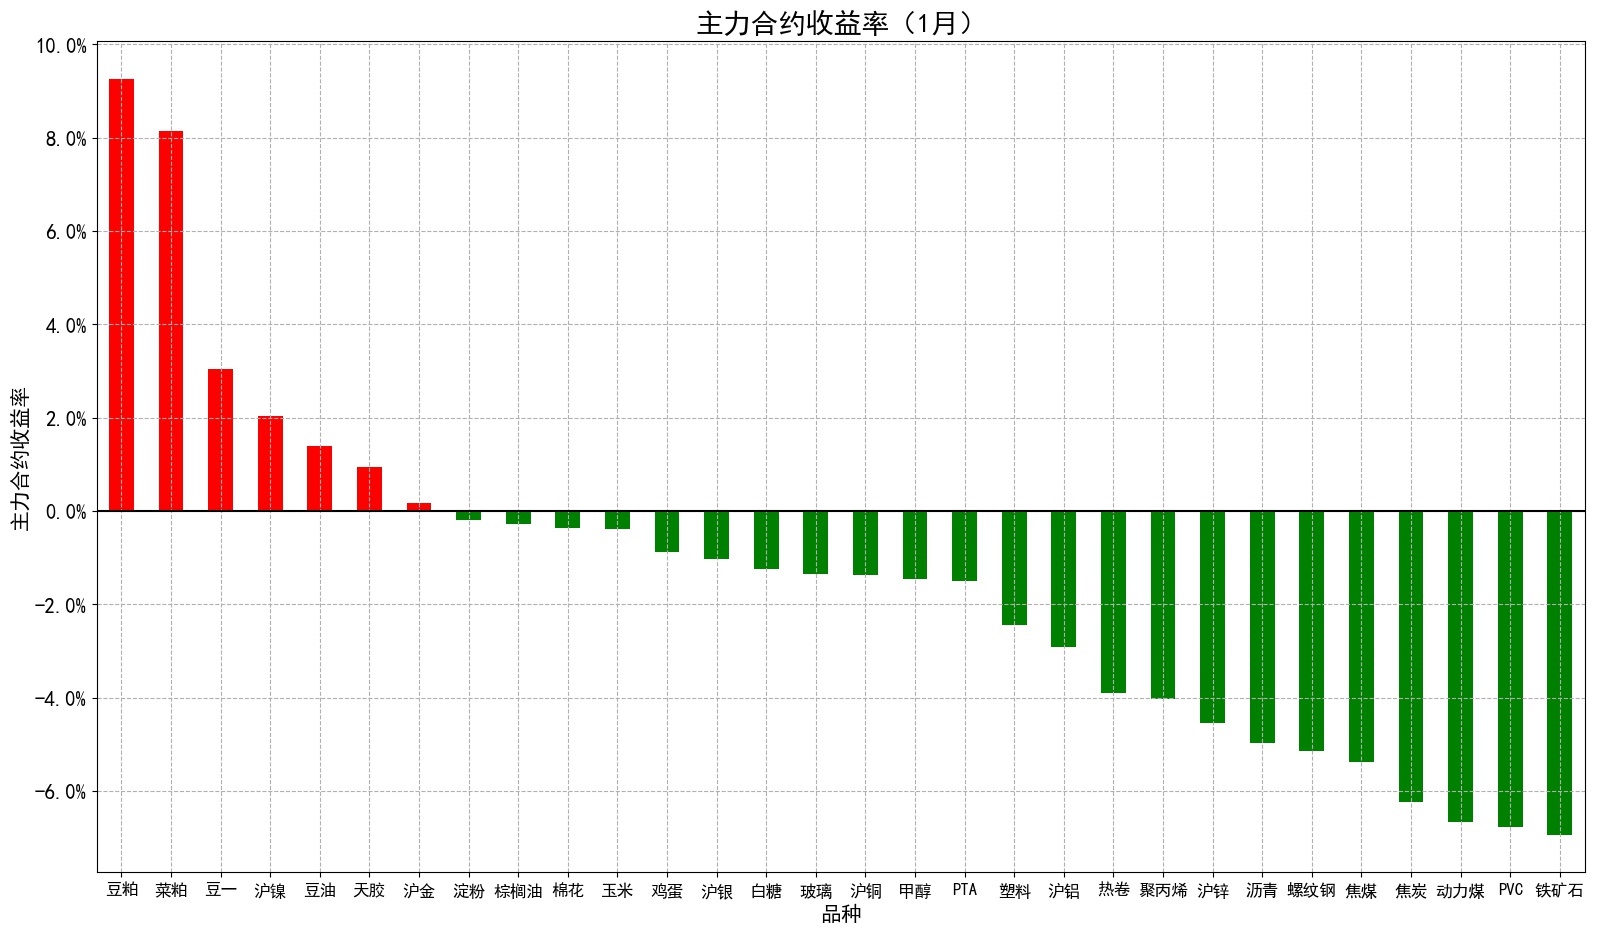 主力合约收益率（1月）
主力合约收益率
10.0%
8.0%
6.0%
4.0%
2.0%
0.0%
−2.0%
−4.0%
−6.0%
豆粕 菜粕 豆一 沪镍 豆油 天胶 沪金 淀粉 棕榈油 棉花 玉米 鸡蛋 沪银 白糖 玻璃 沪铜 甲醇 PTA 塑料 沪铝 热卷 聚丙烯 沪锌 沥青 螺纹钢 焦煤 焦炭 动力煤 PVC 铁矿石
品种